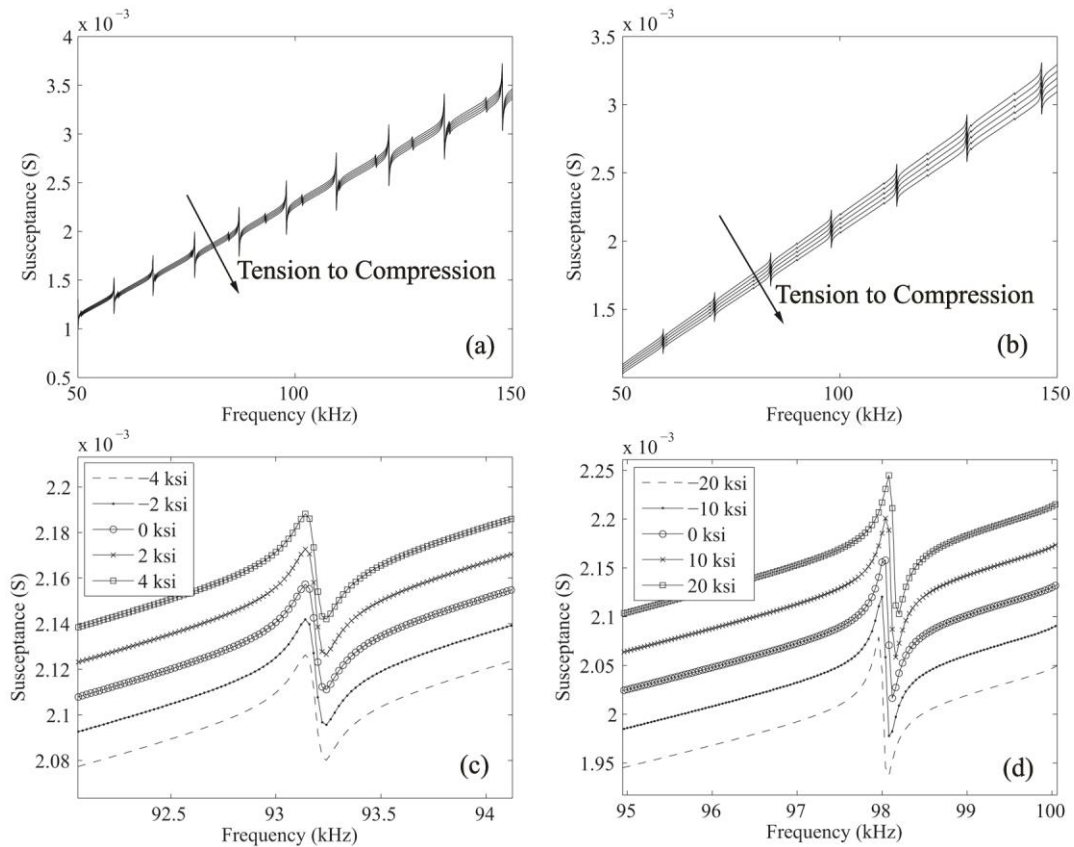 x 10⁻³
4
3.5
3
2.5
2
1.5
1
0.5
50
100
150
Susceptance (S)
Frequency (kHz)
Tension to Compression
(a)
x 10⁻³
3.5
3
2.5
2
1.5
50
100
150
Susceptance (S)
Frequency (kHz)
Tension to Compression
(b)
x 10⁻³
2.2
2.18
2.16
2.14
2.12
2.1
2.08
92.5
93
93.5
94
Susceptance (S)
Frequency (kHz)
−4 ksi
−2 ksi
0 ksi
2 ksi
4 ksi
(c)
x 10⁻³
2.25
2.2
2.15
2.1
2.05
2
1.95
95
96
97
98
99
100
Susceptance (S)
Frequency (kHz)
−20 ksi
−10 ksi
0 ksi
10 ksi
20 ksi
(d)